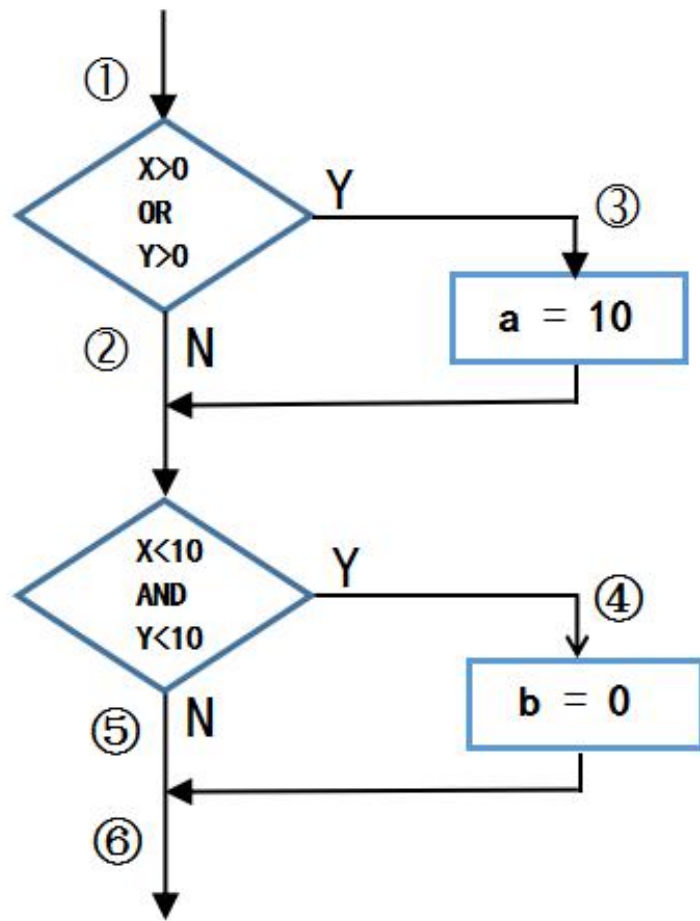 ①
X>0
OR
Y>0
Y
③
a = 10
②
N
X<10
AND
Y<10
Y
④
b = 0
⑤
N
⑥